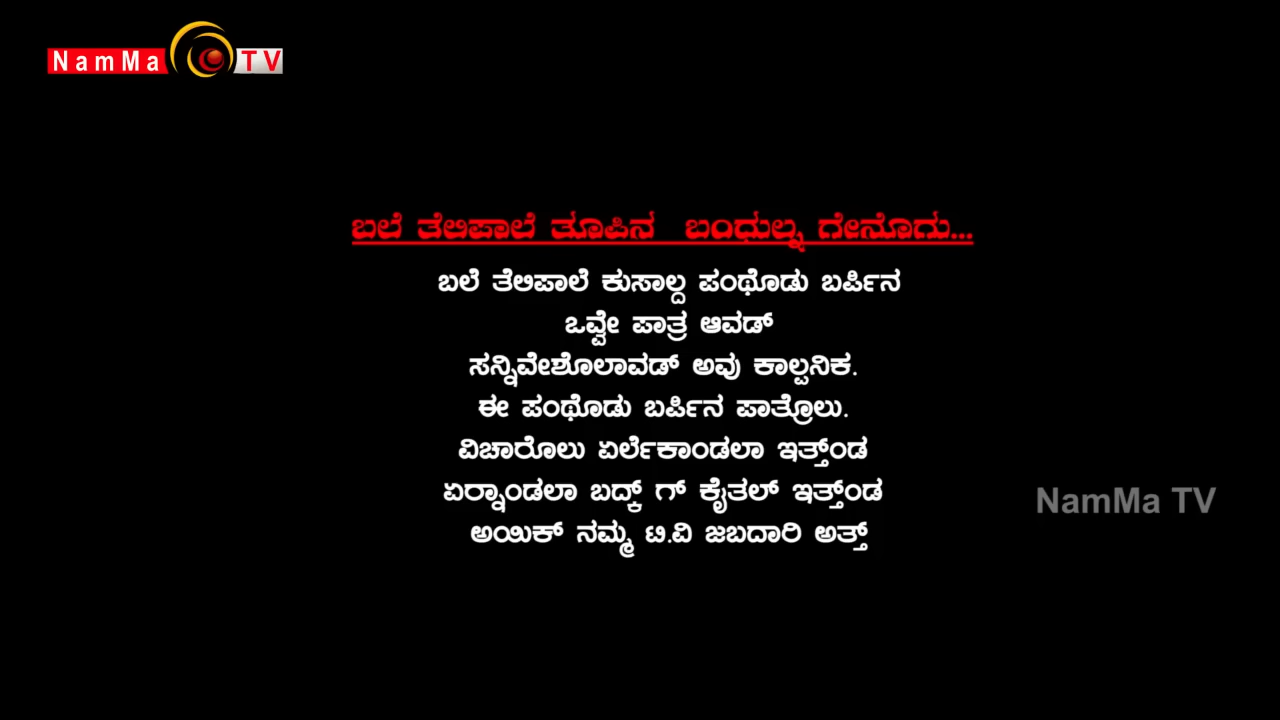 NamMa TV
ಬಲೆ ತೆಲಿಪಾಲೆ ತೂಪಿನ ಬಂಧುಲ್ನ ಗೇನೊಗು...
ಬಲೆ ತೆಲಿಪಾಲೆ ಕುಸಾಲ್ದ ಪಂಥೊಡು ಬರ್ಪಿನ
ಒವ್ವೇ ಪಾತ್ರ ಆವಡ್
ಸನ್ನಿವೇಶೊಲಾವಡ್ ಅವು ಕಾಲ್ಪನಿಕ.
ಈ ಪಂಥೊಡು ಬರ್ಪಿನ ಪಾತ್ರೊಲು.
ವಿಚಾರೊಲು ಏರ್ಲೆಕಾಂಡಲಾ ಇತ್ತ್ಂಡ
ಏರ್‍ನಾಂಡಲಾ ಬದ್ಕ್ ಗ್ ಕೈತಲ್ ಇತ್ತ್ಂಡ
NamMa TV
ಅಯಿಕ್ ನಮ್ಮ ಟಿ.ವಿ ಜಬದಾರಿ ಅತ್ತ್